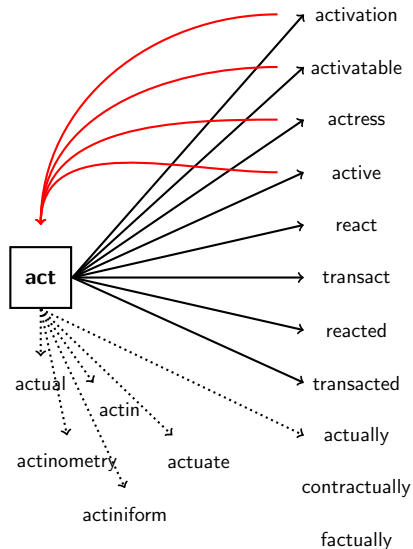 activation
activatable
actress
active
react
act
transact
reacted
transacted
actual
actin
actually
actinometry
actuate
contractually
actiniform
factually